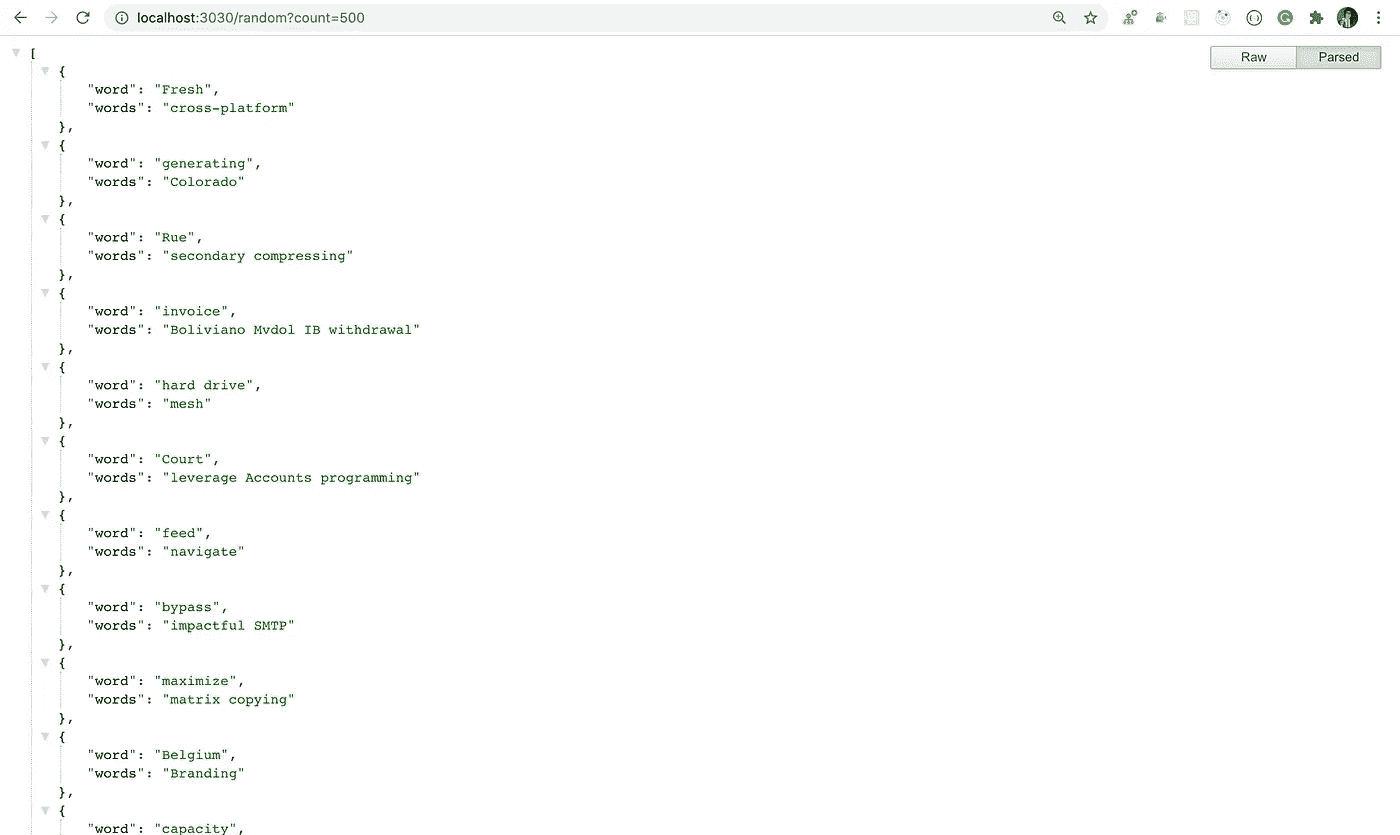 localhost:3030/random?count=500
Raw Parsed
[
{
"word": "Fresh",
"words": "cross-platform"
},
{
"word": "generating",
"words": "Colorado"
},
{
"word": "Rue",
"words": "secondary compressing"
},
{
"word": "invoice",
"words": "Boliviano Mvdol IB withdrawal"
},
{
"word": "hard drive",
"words": "mesh"
},
{
"word": "Court",
"words": "leverage Accounts programming"
},
{
"word": "feed",
"words": "navigate"
},
{
"word": "bypass",
"words": "impactful SMTP"
},
{
"word": "maximize",
"words": "matrix copying"
},
{
"word": "Belgium",
"words": "Branding"
},
{
"word": "capacity",